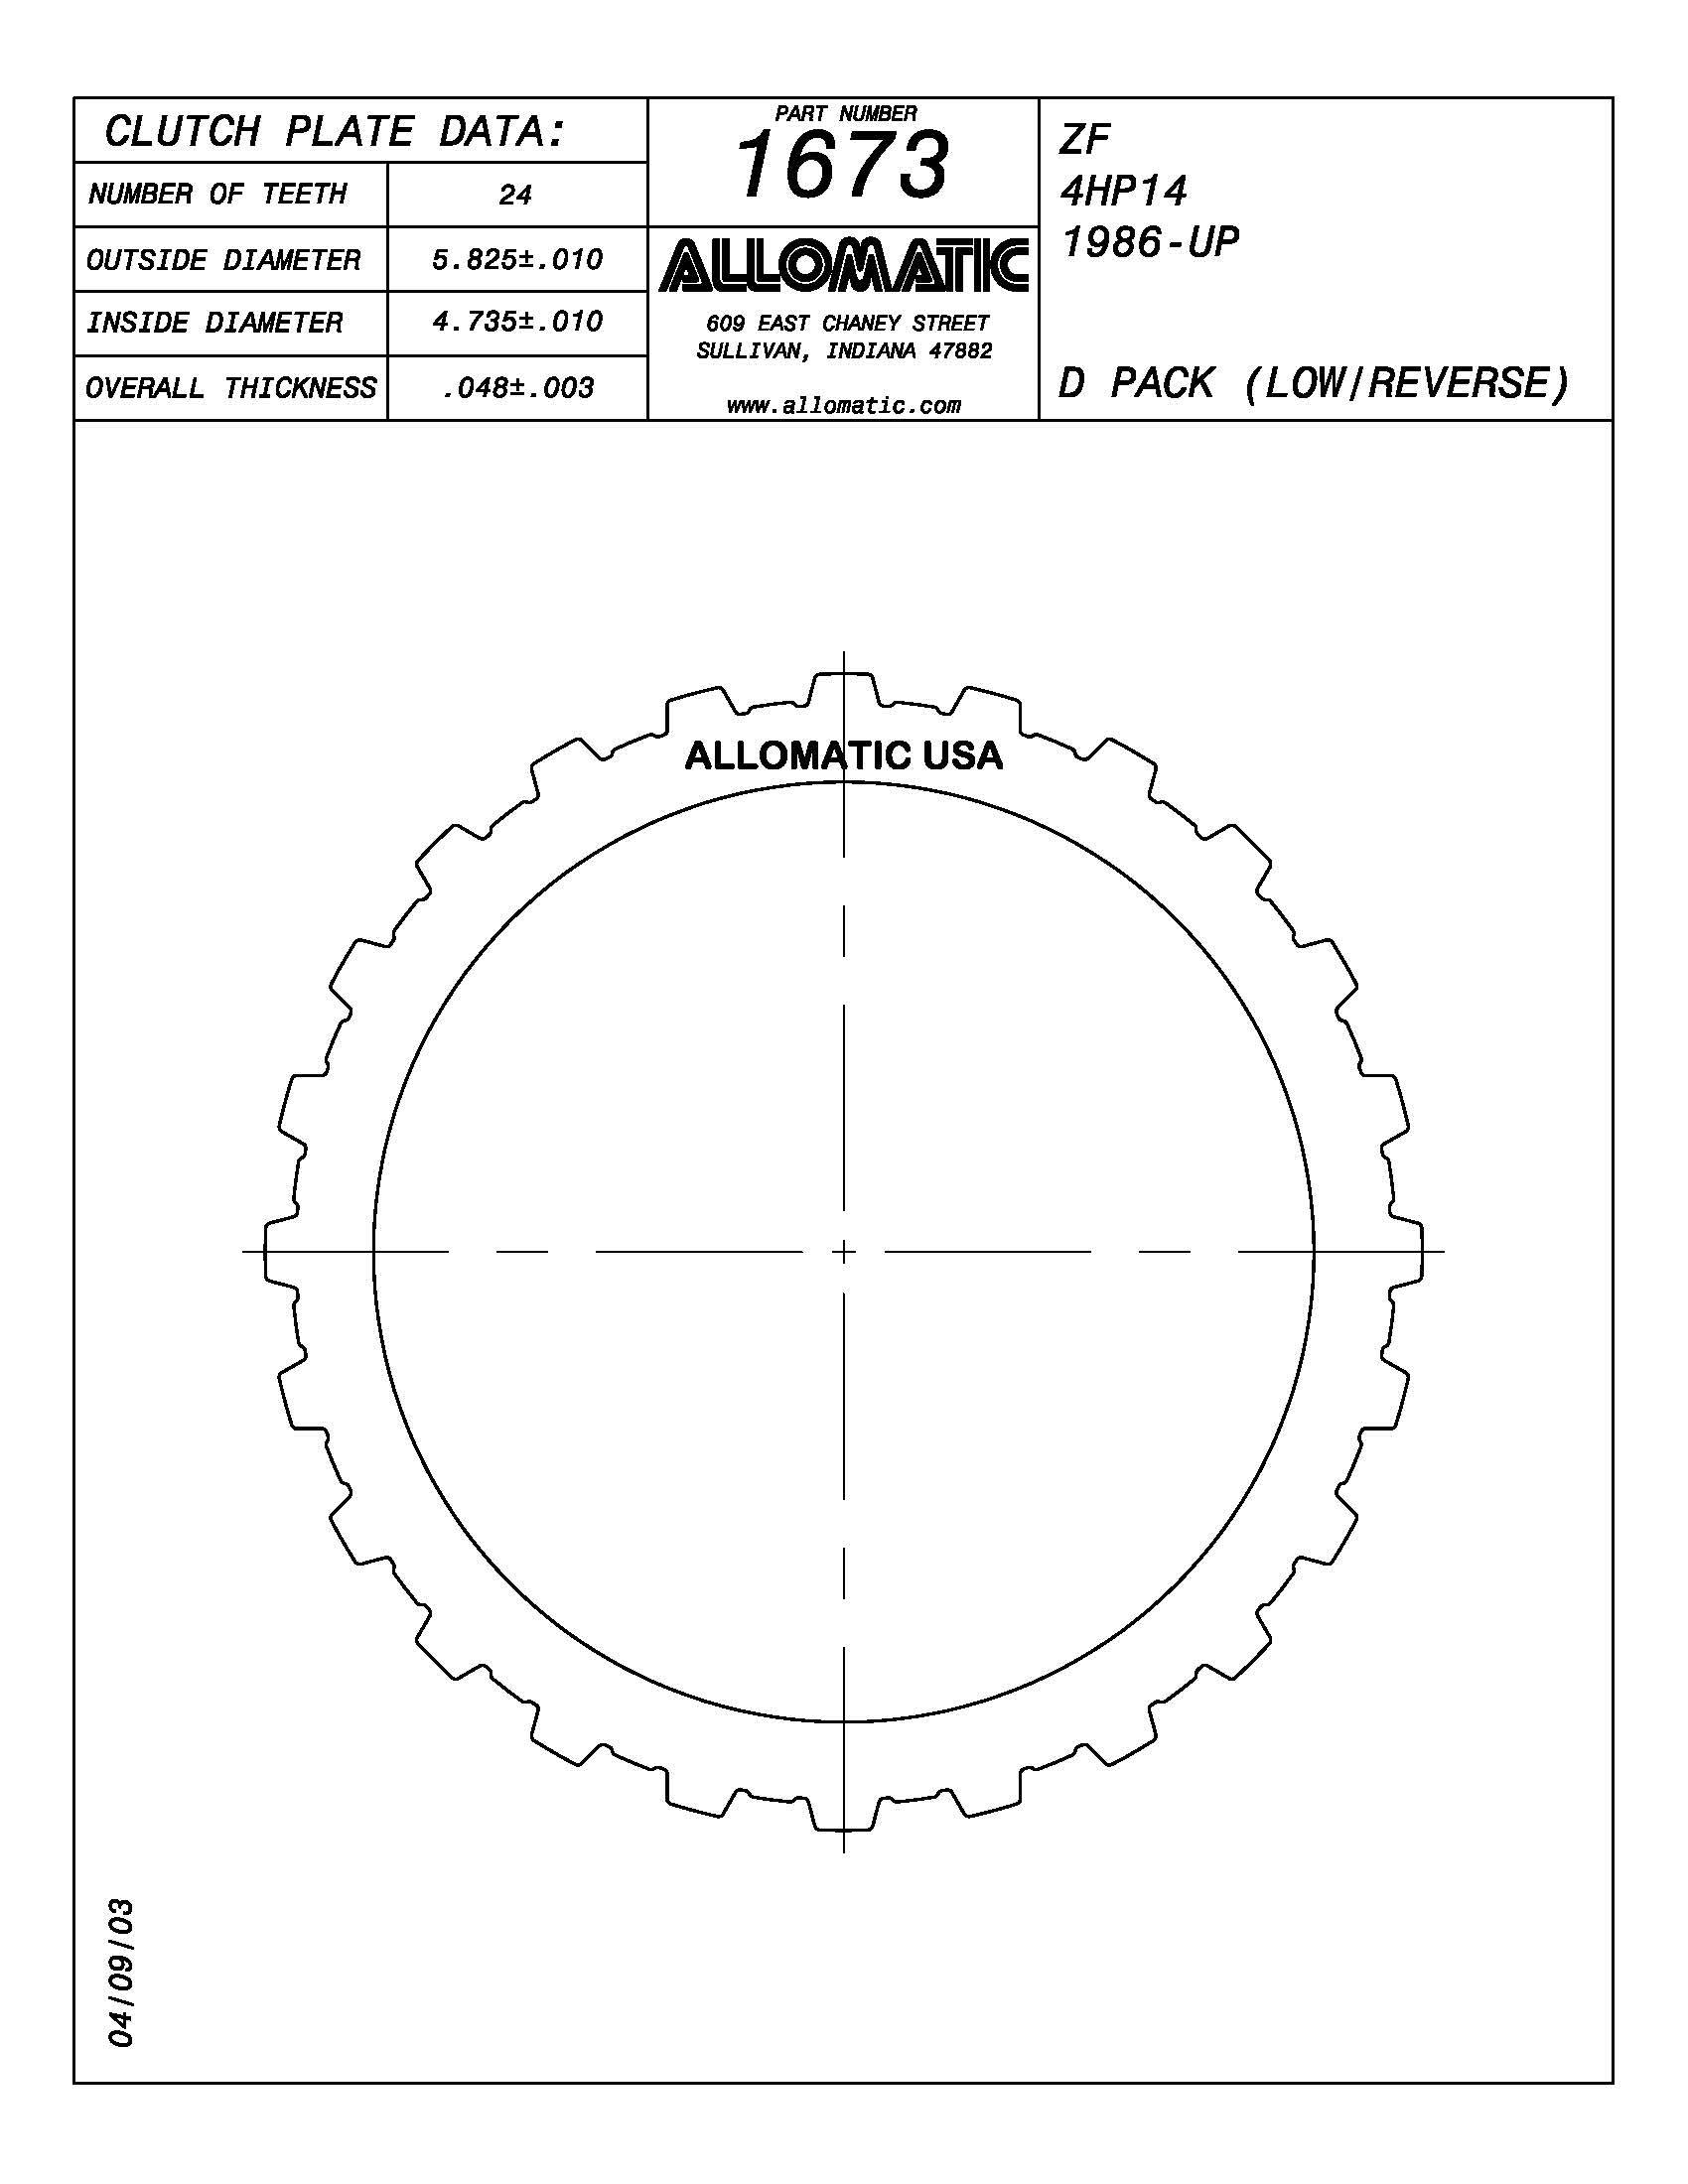 CLUTCH PLATE DATA:
NUMBER OF TEETH 24
OUTSIDE DIAMETER 5.825±.010
INSIDE DIAMETER 4.735±.010
OVERALL THICKNESS .048±.003
PART NUMBER
1673
ALLOMATIC
609 EAST CHANEY STREET
SULLIVAN, INDIANA 47882
www.allomatic.com
ZF
4HP14
1986-UP
D PACK (LOW/REVERSE)
ALLOMATIC USA
04/09/03